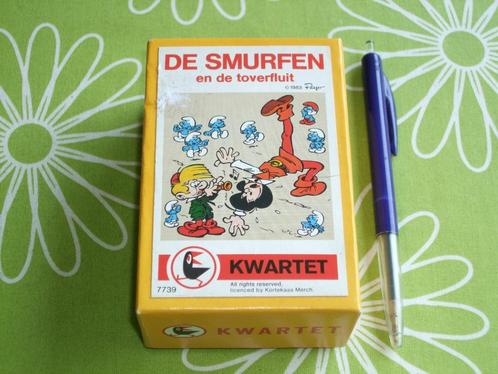 DE SMURFEN
en de toverfluit
© 1983 Peyo
KWARTET
7739
All rights reserved.
licenced by Kortekaas Merch.
KWARTET